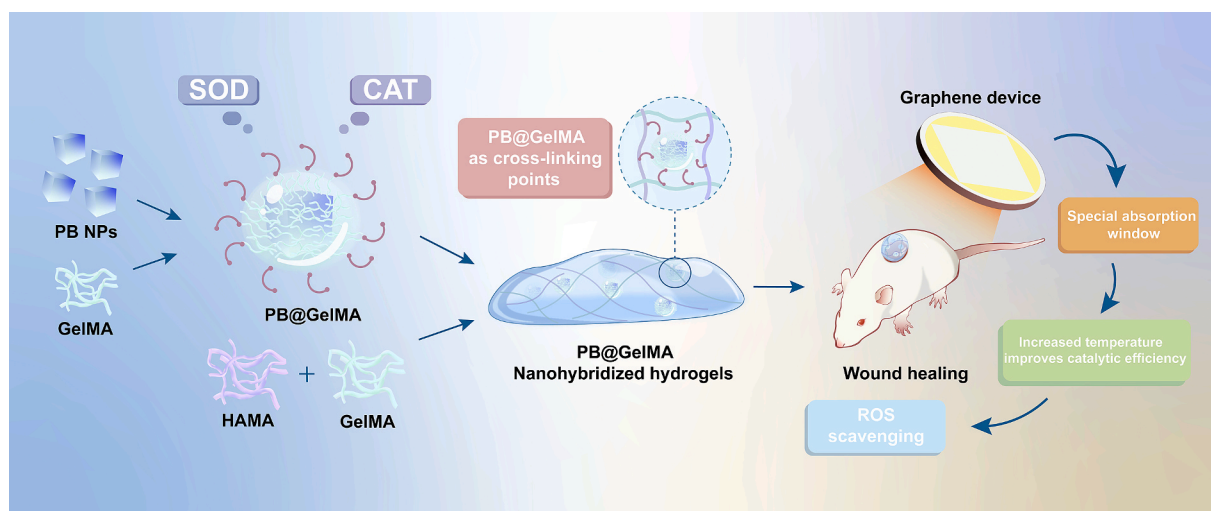 SOD
CAT
PB NPs
GelMA
PB@GelMA
HAMA
+
GelMA
PB@GelMA
as cross-linking
points
PB@GelMA
Nanohybridized hydrogels
Graphene device
Wound healing
Special absorption
window
Increased temperature
improves catalytic efficiency
ROS
scavenging